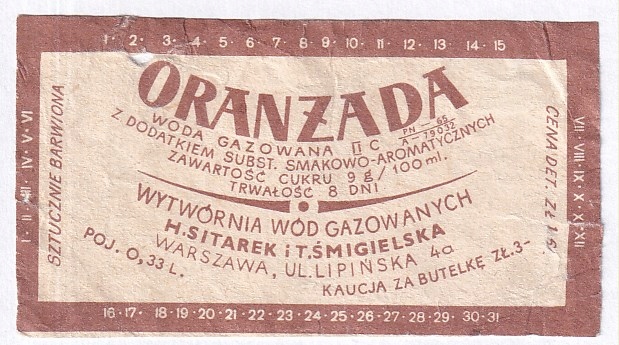 1 · 2 · 3 · 4 · 5 · 6 · 7 · 8 · 9 · 10 · 11 · 12 · 13 · 14 · 15
I · II · III · IV · V · VI
SZTUCZNIE BARWIONA
ORANŻADA
WODA GAZOWANA II C PN-65 A-79032
Z DODATKIEM SUBST. SMAKOWO-AROMATYCZNYCH
ZAWARTOŚĆ CUKRU 9 g/100 ml.
TRWAŁOŚĆ 8 DNI
WYTWÓRNIA WÓD GAZOWANYCH
H.SITAREK i T.ŚMIGIELSKA
WARSZAWA, UL. LIPIŃSKA 4a
POJ. 0,33 L.
KAUCJA ZA BUTELKĘ ZŁ. 3-
CENA DET. ZŁ
VII · VIII · IX · X · XI · XII
16 · 17 · 18 · 19 · 20 · 21 · 22 · 23 · 24 · 25 · 26 · 27 · 28 · 29 · 30 · 31